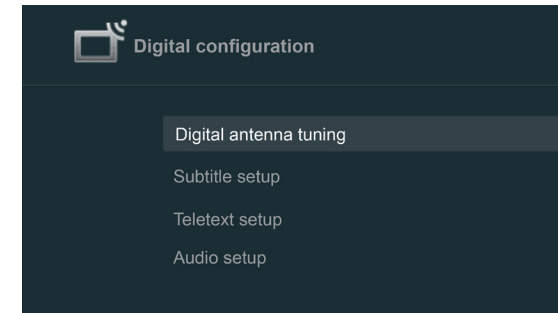 Digital configuration
Digital antenna tuning
Subtitle setup
Teletext setup
Audio setup